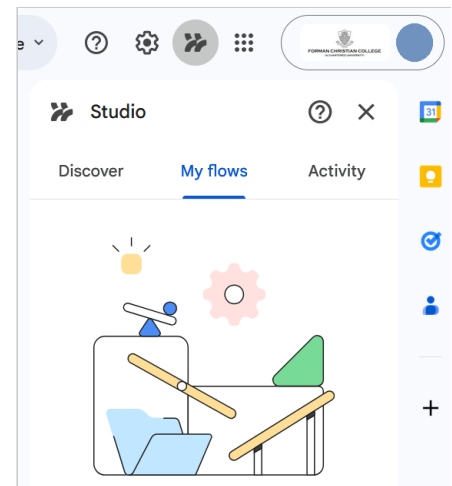 e
FORMAN CHRISTIAN COLLEGE
Studio
31
Discover
My flows
Activity